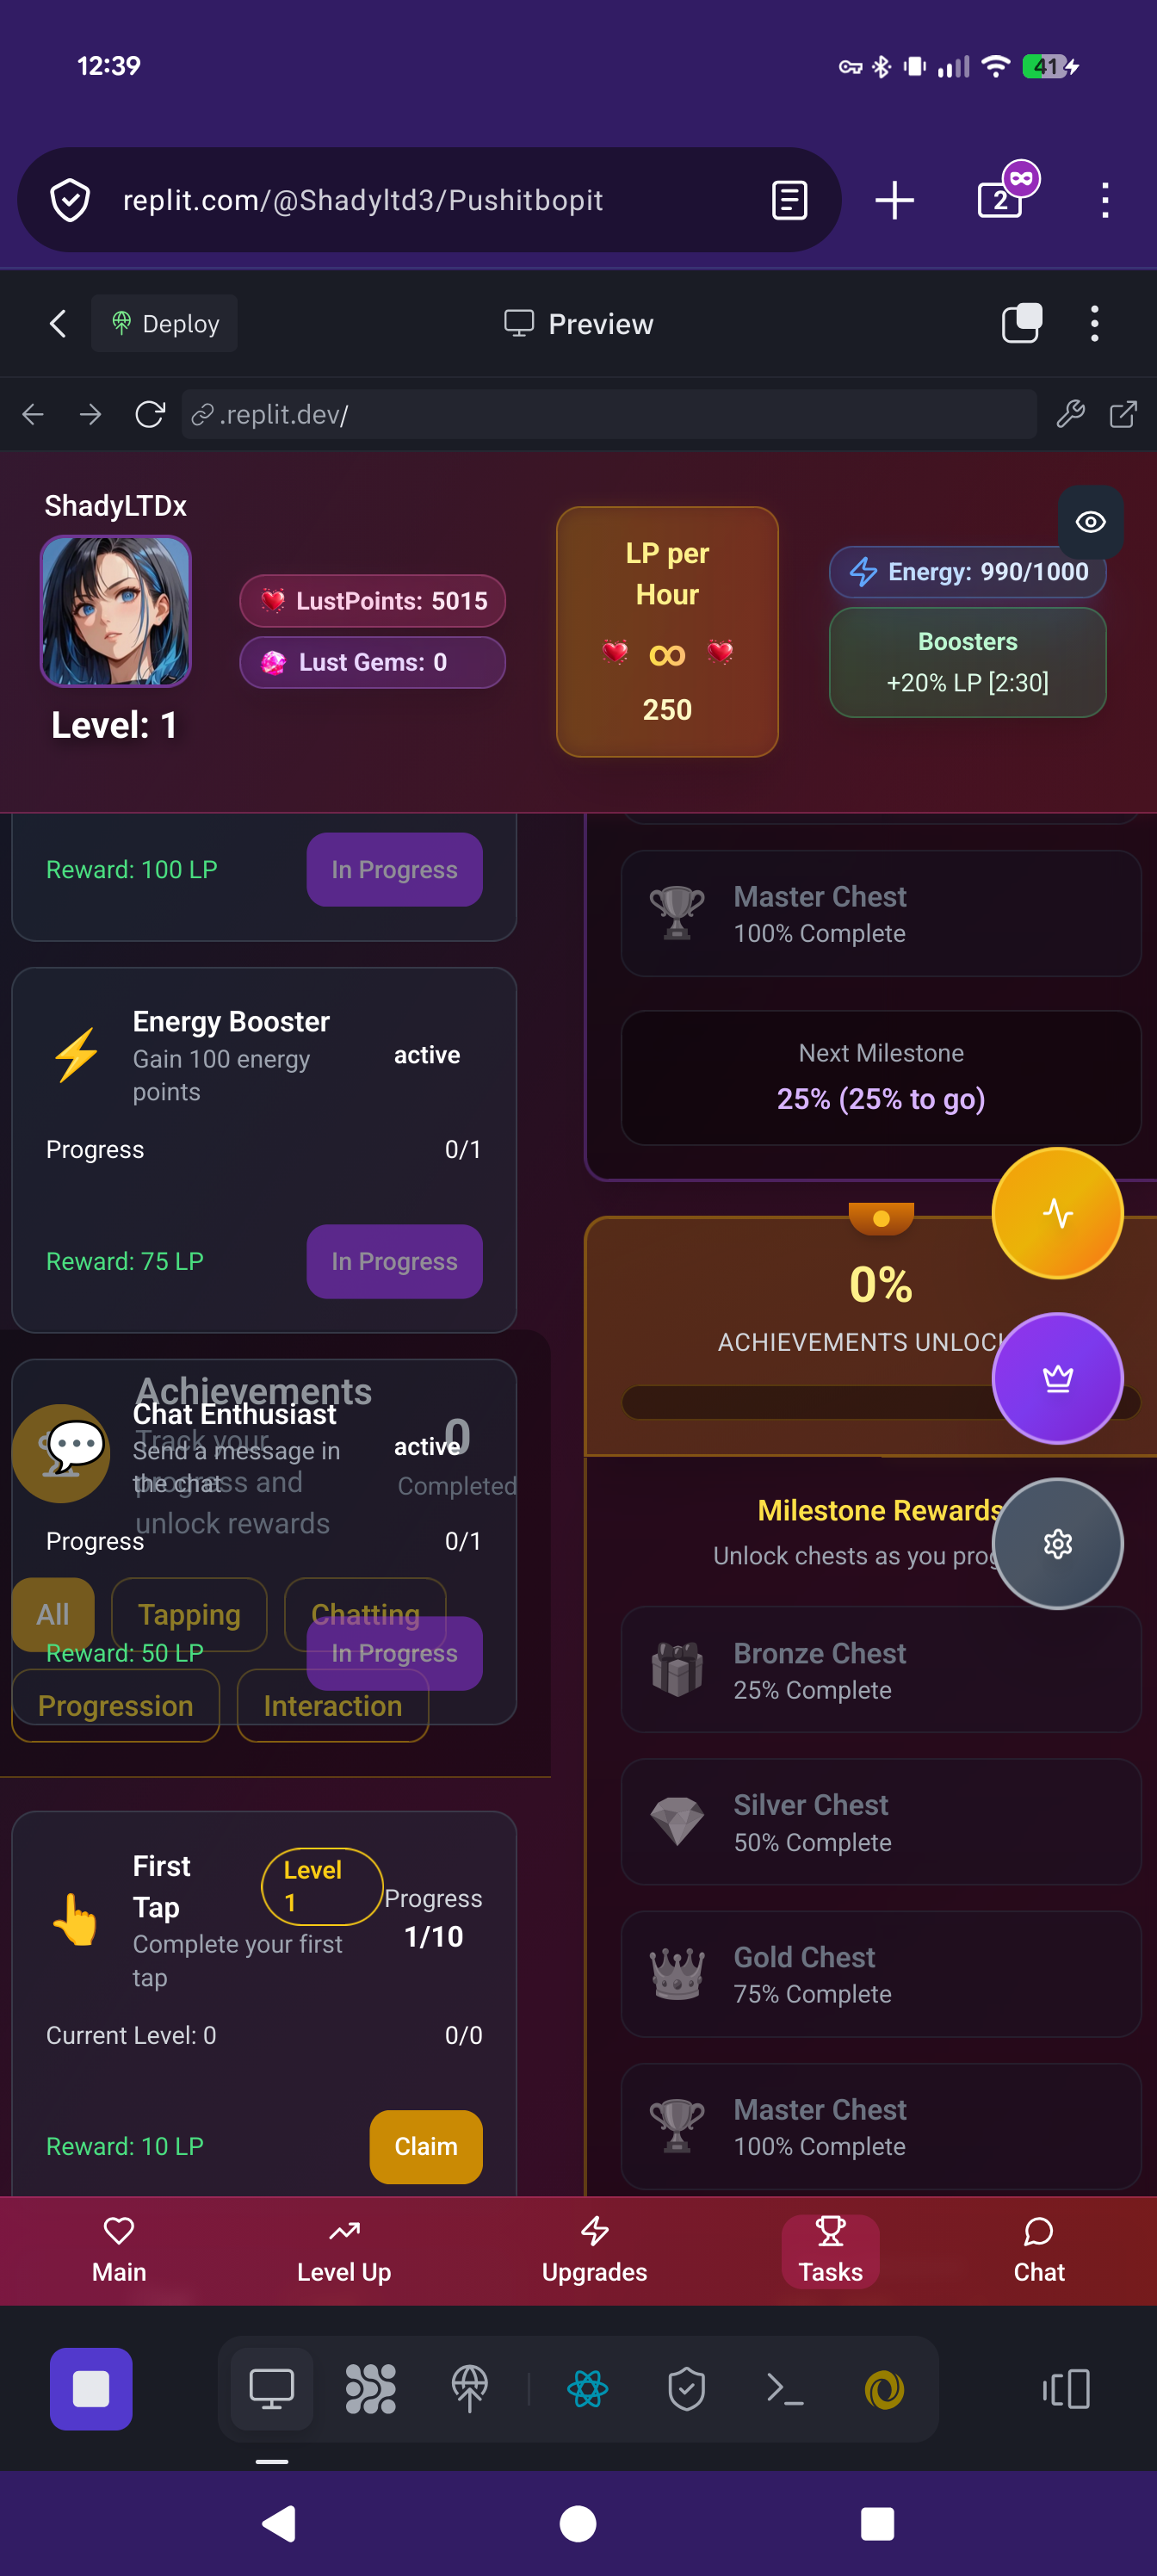 12:39
41
replit.com/@Shadyltd3/Pushitbopit
2
Deploy
Preview
.replit.dev/
ShadyLTDx
Level: 1
LustPoints: 5015
Lust Gems: 0
LP per
Hour
∞
250
Energy: 990/1000
Boosters
+20% LP [2:30]
Reward: 100 LP
In Progress
Energy Booster
Gain 100 energy
points
active
Progress
0/1
Reward: 75 LP
In Progress
Achievements
Track your
progress and
unlock rewards
0
Completed
Chat Enthusiast
Send a message in
the chat
active
Progress
0/1
All
Tapping
Chatting
Reward: 50 LP
In Progress
Progression
Interaction
First
Tap
Level
1
Complete your first
tap
Progress
1/10
Current Level: 0
0/0
Reward: 10 LP
Claim
Master Chest
100% Complete
Next Milestone
25% (25% to go)
0%
ACHIEVEMENTS UNLOC
Milestone Rewards
Unlock chests as you prog
Bronze Chest
25% Complete
Silver Chest
50% Complete
Gold Chest
75% Complete
Master Chest
100% Complete
Main
Level Up
Upgrades
Tasks
Chat